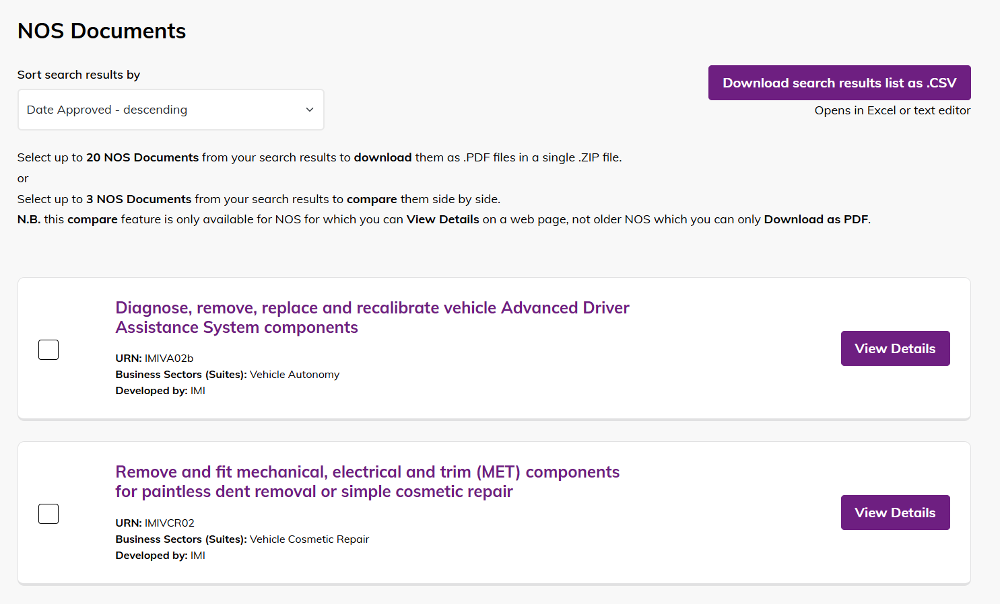 NOS Documents
Sort search results by
Date Approved - descending
Download search results list as .CSV
Opens in Excel or text editor
Select up to 20 NOS Documents from your search results to download them as .PDF files in a single .ZIP file.
or
Select up to 3 NOS Documents from your search results to compare them side by side.
N.B. this compare feature is only available for NOS for which you can View Details on a web page, not older NOS which you can only Download as PDF.
Diagnose, remove, replace and recalibrate vehicle Advanced Driver
Assistance System components
URN: IMIVA02b
Business Sectors (Suites): Vehicle Autonomy
Developed by: IMI
View Details
Remove and fit mechanical, electrical and trim (MET) components
for paintless dent removal or simple cosmetic repair
URN: IMIVCR02
Business Sectors (Suites): Vehicle Cosmetic Repair
Developed by: IMI
View Details